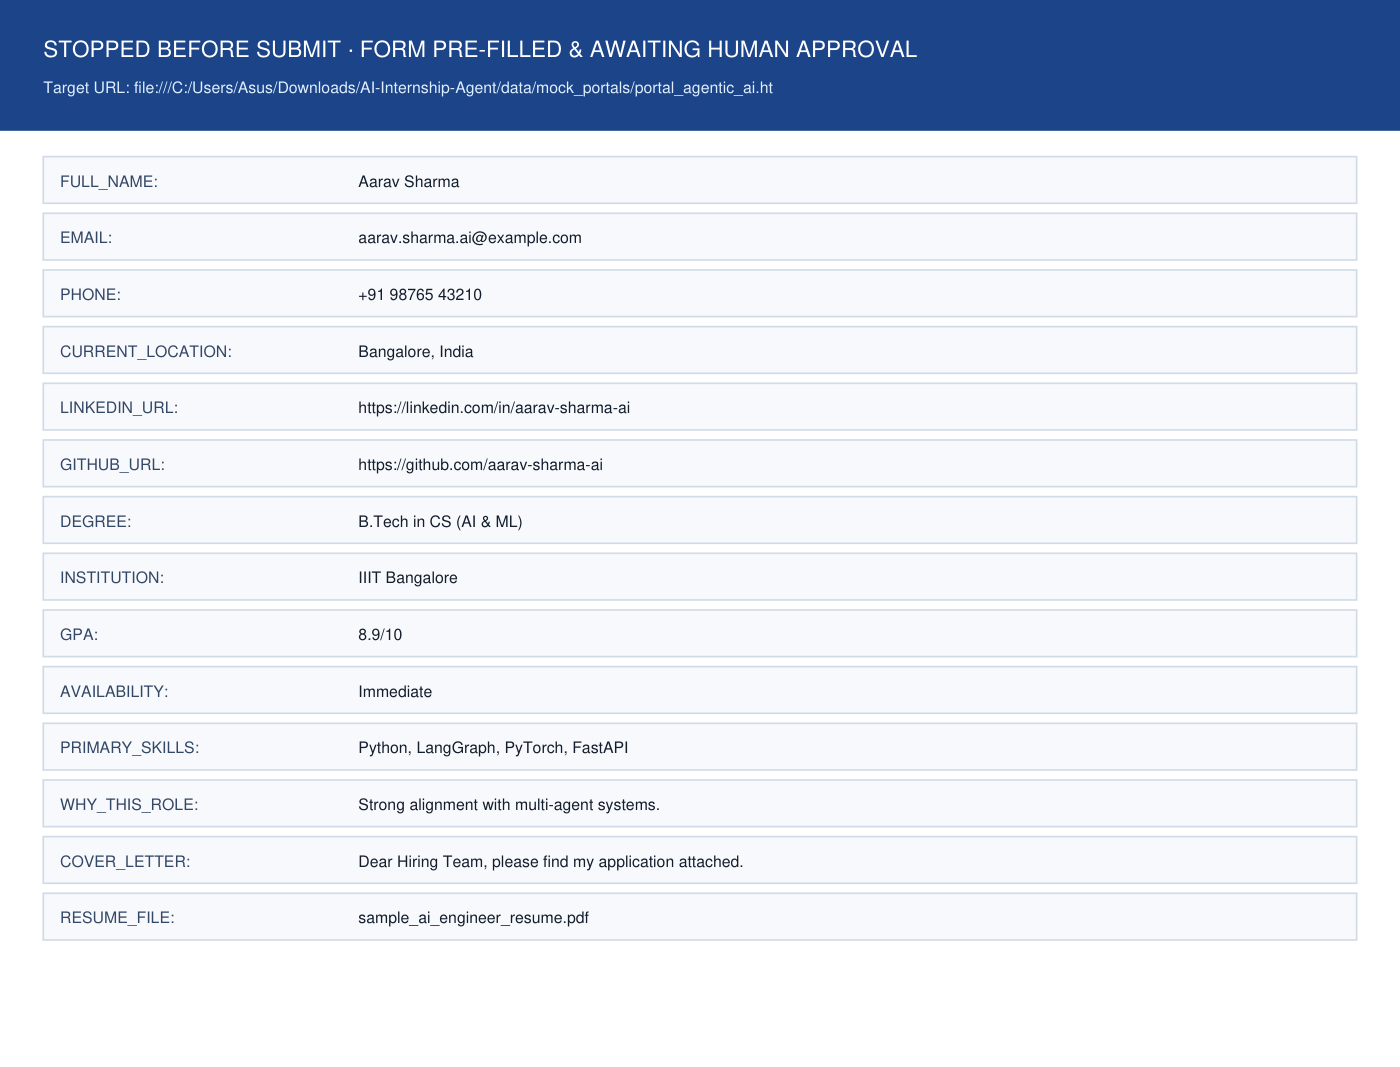 STOPPED BEFORE SUBMIT · FORM PRE-FILLED & AWAITING HUMAN APPROVAL
Target URL: file:///C:/Users/Asus/Downloads/AI-Internship-Agent/data/mock_portals/portal_agentic_ai.ht
FULL_NAME: Aarav Sharma
EMAIL: aarav.sharma.ai@example.com
PHONE: +91 98765 43210
CURRENT_LOCATION: Bangalore, India
LINKEDIN_URL: https://linkedin.com/in/aarav-sharma-ai
GITHUB_URL: https://github.com/aarav-sharma-ai
DEGREE: B.Tech in CS (AI & ML)
INSTITUTION: IIIT Bangalore
GPA: 8.9/10
AVAILABILITY: Immediate
PRIMARY_SKILLS: Python, LangGraph, PyTorch, FastAPI
WHY_THIS_ROLE: Strong alignment with multi-agent systems.
COVER_LETTER: Dear Hiring Team, please find my application attached.
RESUME_FILE: sample_ai_engineer_resume.pdf